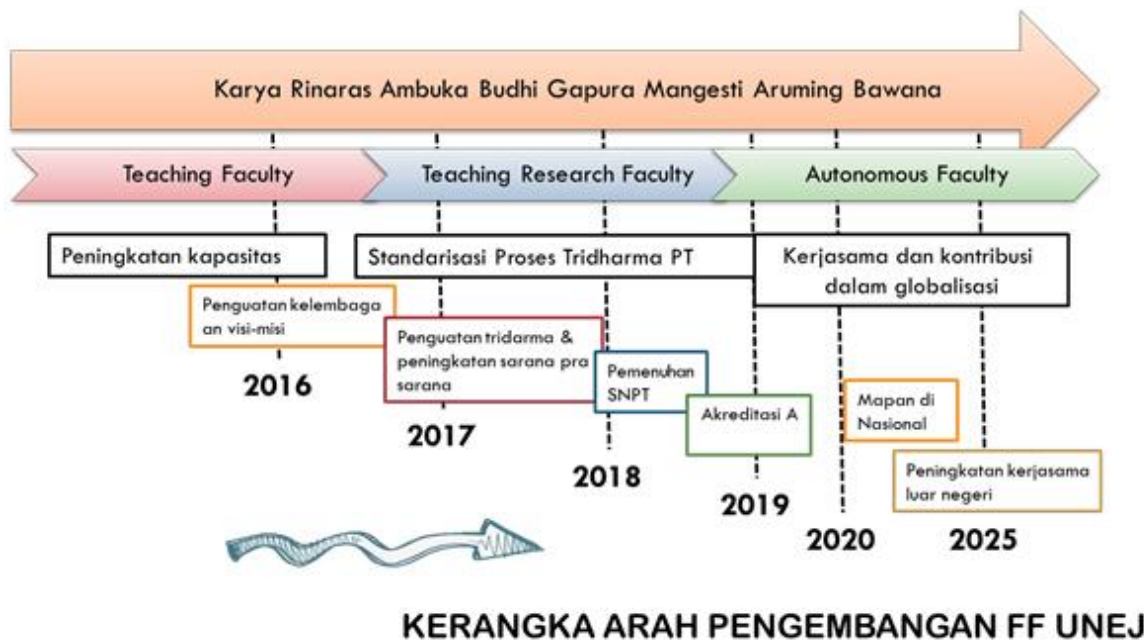 Karya Rinaras Ambuka Budhi Gapura Mangesti Aruming Bawana
Teaching Faculty
Teaching Research Faculty
Autonomous Faculty
Peningkatan kapasitas
Standarisasi Proses Tridharma PT
Kerjasama dan kontribusi
dalam globalisasi
Penguatan kelembaga
an visi-misi
2016
Penguatan tridarma &
peningkatan sarana pra
sarana
2017
Pemenuhan
SNPT
2018
Akreditasi A
2019
Mapan di
Nasional
2020
Peningkatan kerjasama
luar negeri
2025
KERANGKA ARAH PENGEMBANGAN FF UNEJ